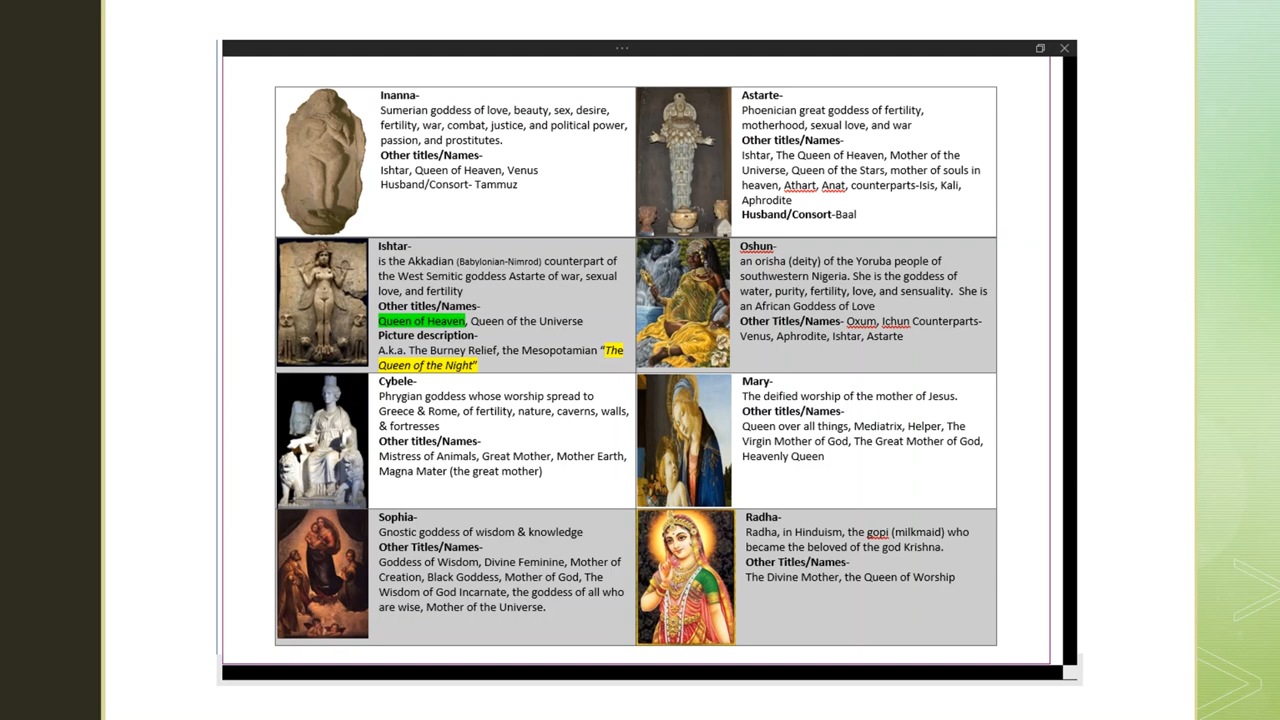 Inanna-
Sumerian goddess of love, beauty, sex, desire,
fertility, war, combat, justice, and political power,
passion, and prostitutes.
Other titles/Names-
Ishtar, Queen of Heaven, Venus
Husband/Consort- Tammuz
Astarte-
Phoenician great goddess of fertility,
motherhood, sexual love, and war
Other titles/Names-
Ishtar, The Queen of Heaven, Mother of the
Universe, Queen of the Stars, mother of souls in
heaven, Athart, Anat, counterparts-Isis, Kali,
Aphrodite
Husband/Consort-Baal
Ishtar-
is the Akkadian (Babylonian-Nimrod) counterpart of
the West Semitic goddess Astarte of war, sexual
love, and fertility
Other titles/Names-
Queen of Heaven, Queen of the Universe
Picture description-
A.k.a. The Burney Relief, the Mesopotamian “The
Queen of the Night”
Oshun-
an orisha (deity) of the Yoruba people of
southwestern Nigeria. She is the goddess of
water, purity, fertility, love, and sensuality.  She is
an African Goddess of Love
Other Titles/Names- Oxum, Ichun Counterparts-
Venus, Aphrodite, Ishtar, Astarte
Cybele-
Phrygian goddess whose worship spread to
Greece & Rome, of fertility, nature, caverns, walls,
& fortresses
Other titles/Names-
Mistress of Animals, Great Mother, Mother Earth,
Magna Mater (the great mother)
Mary-
The deified worship of the mother of Jesus.
Other titles/Names-
Queen over all things, Mediatrix, Helper, The
Virgin Mother of God, The Great Mother of God,
Heavenly Queen
Sophia-
Gnostic goddess of wisdom & knowledge
Other Titles/Names-
Goddess of Wisdom, Divine Feminine, Mother of
Creation, Black Goddess, Mother of God, The
Wisdom of God Incarnate, the goddess of all who
are wise, Mother of the Universe.
Radha-
Radha, in Hinduism, the gopi (milkmaid) who
became the beloved of the god Krishna.
Other Titles/Names-
The Divine Mother, the Queen of Worship